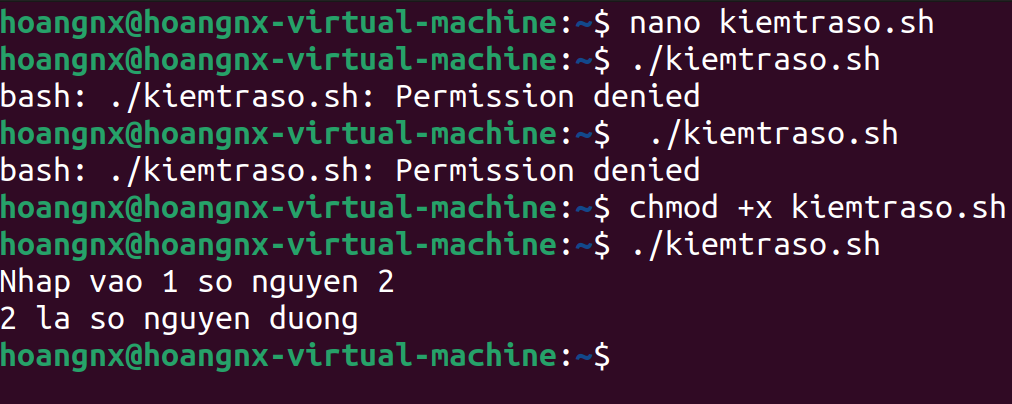 hoangnx@hoangnx-virtual-machine:~$ nano kiemtraso.sh
hoangnx@hoangnx-virtual-machine:~$ ./kiemtraso.sh
bash: ./kiemtraso.sh: Permission denied
hoangnx@hoangnx-virtual-machine:~$  ./kiemtraso.sh
bash: ./kiemtraso.sh: Permission denied
hoangnx@hoangnx-virtual-machine:~$ chmod +x kiemtraso.sh
hoangnx@hoangnx-virtual-machine:~$ ./kiemtraso.sh
Nhap vao 1 so nguyen 2
2 la so nguyen duong
hoangnx@hoangnx-virtual-machine:~$